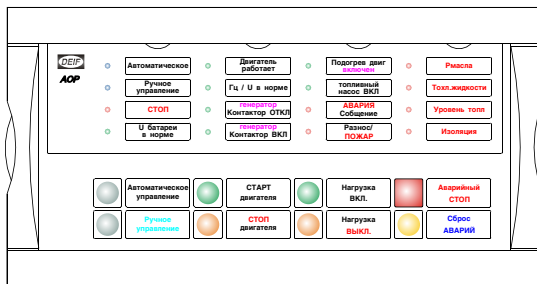 DEIF
AOP
Автоматическое
Двигатель
работает
Подогрев двиг
включен
Рмасла
Ручное
управление
Гц / U в норме
топливный
насос ВКЛ
Тохл.жидкости
СТОП
генератор
Контактор ОТКЛ
АВАРИЯ
Собщение
Уровень топл
U батареи
в норме
генератор
Контактор ВКЛ
Разнос/
ПОЖАР
Изоляция
Автоматическое
управление
СТАРТ
двигателя
Нагрузка
ВКЛ.
Аварийный
СТОП
Ручное
управление
СТОП
двигателя
Нагрузка
ВЫКЛ.
Сброс
АВАРИЙ